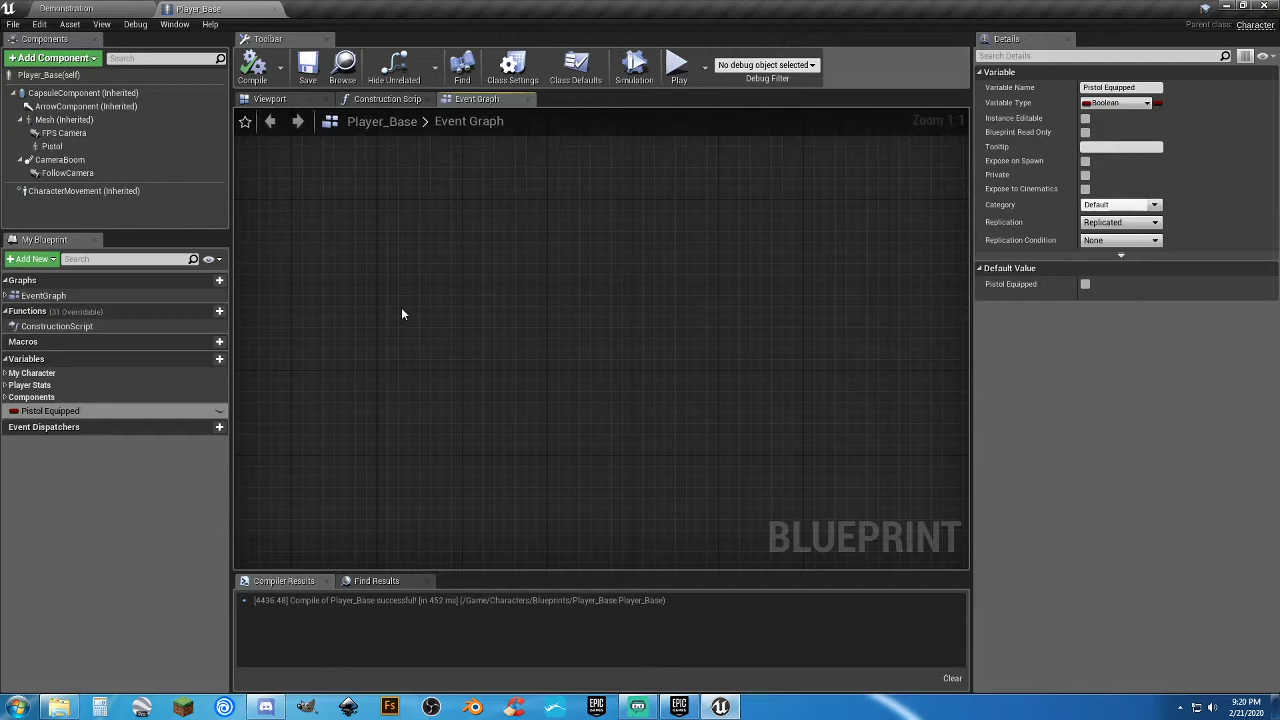 Demonstration
Player_Base
File Edit Asset View Debug Window Help
Parent class: Character
Components
Add Component
Search
Player_Base(self)
CapsuleComponent (Inherited)
ArrowComponent (Inherited)
Mesh (Inherited)
FPS Camera
Pistol
CameraBoom
FollowCamera
CharacterMovement (Inherited)
My Blueprint
Add New
Search
Graphs
EventGraph
Functions (31 Overridable)
ConstructionScript
Macros
Variables
My Character
Player Stats
Components
Pistol Equipped
Event Dispatchers
Toolbar
Compile
Save
Browse
Hide Unrelated
Find
Class Settings
Class Defaults
Simulation
Play
No debug object selected
Debug Filter
Viewport
Construction Scrip
Event Graph
Player_Base > Event Graph
Zoom 1:1
BLUEPRINT
Compiler Results
Find Results
[4436.48] Compile of Player_Base successful! [in 452 ms] (/Game/Characters/Blueprints/Player_Base.Player_Base)
Clear
Details
Search Details
Variable
Variable Name Pistol Equipped
Variable Type Boolean
Instance Editable
Blueprint Read Only
Tooltip
Expose on Spawn
Private
Expose to Cinematics
Category Default
Replication Replicated
Replication Condition None
Default Value
Pistol Equipped
Pro
Fs
EPIC GAMES
EPIC GAMES
9:20 PM
2/21/2020